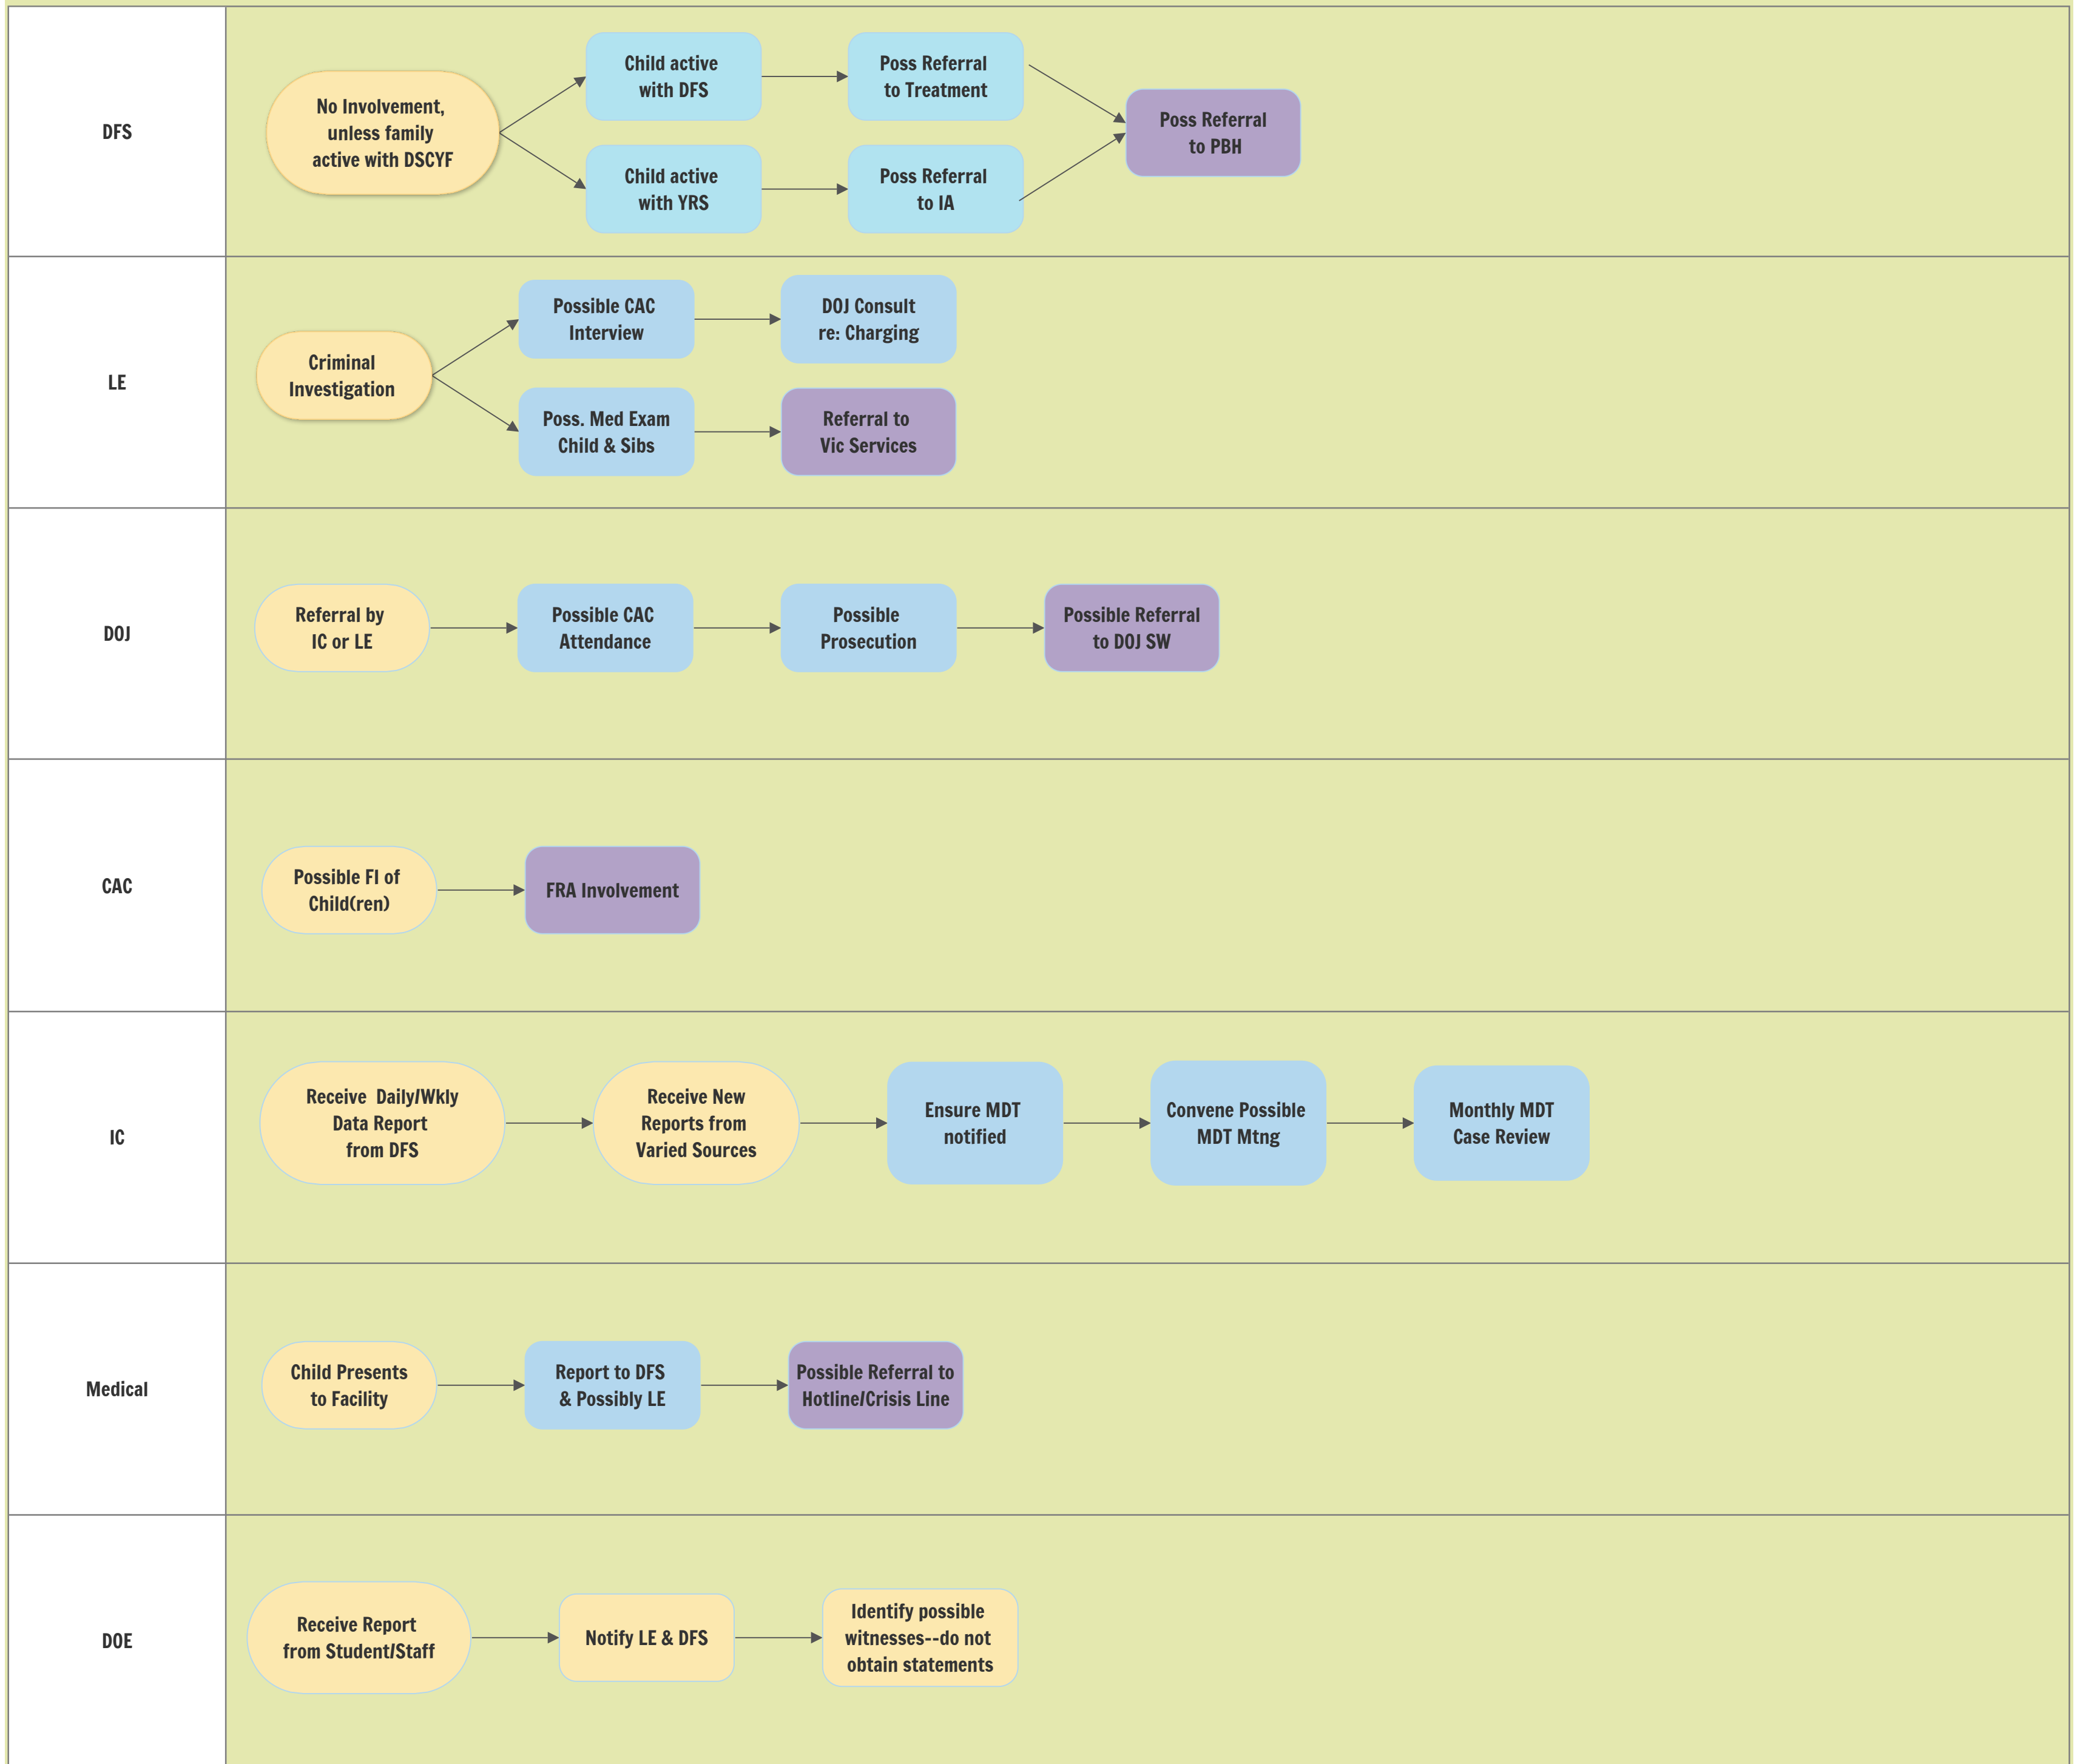 DFS
No Involvement,
unless family
active with DSCYF
Child active
with DFS
Poss Referral
to Treatment
Child active
with YRS
Poss Referral
to IA
Poss Referral
to PBH
LE
Criminal
Investigation
Possible CAC
Interview
DOJ Consult
re: Charging
Poss. Med Exam
Child & Sibs
Referral to
Vic Services
DOJ
Referral by
IC or LE
Possible CAC
Attendance
Possible
Prosecution
Possible Referral
to DOJ SW
CAC
Possible FI of
Child(ren)
FRA Involvement
IC
Receive Daily/Wkly
Data Report
from DFS
Receive New
Reports from
Varied Sources
Ensure MDT
notified
Convene Possible
MDT Mtng
Monthly MDT
Case Review
Medical
Child Presents
to Facility
Report to DFS
& Possibly LE
Possible Referral to
Hotline/Crisis Line
DOE
Receive Report
from Student/Staff
Notify LE & DFS
Identify possible
witnesses--do not
obtain statements